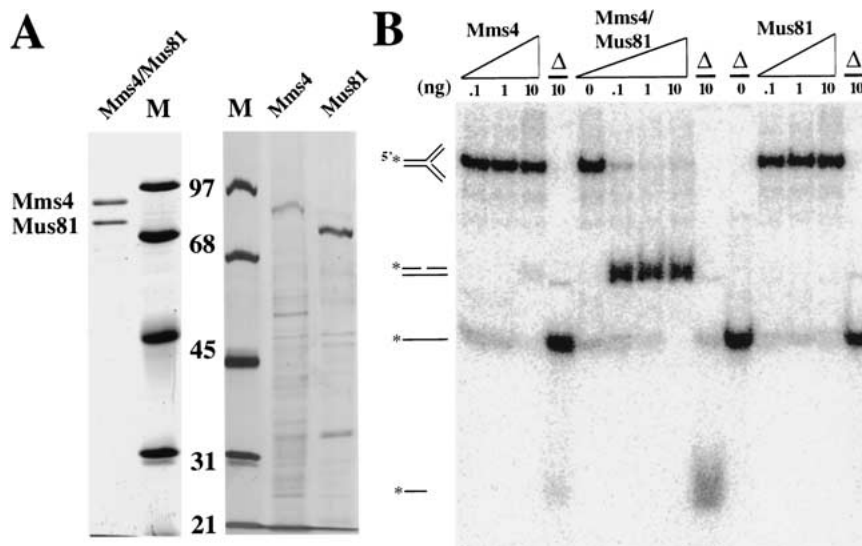 A
Mms4/Mus81
M
M
Mms4
Mus81
Mms4
Mus81
97
68
45
31
21
B
Mms4
Mms4/
Mus81
Mus81
Δ Δ Δ Δ
(ng) .1 1 10 10 0 .1 1 10 10 0 .1 1 10 10
5'*
*
*
*